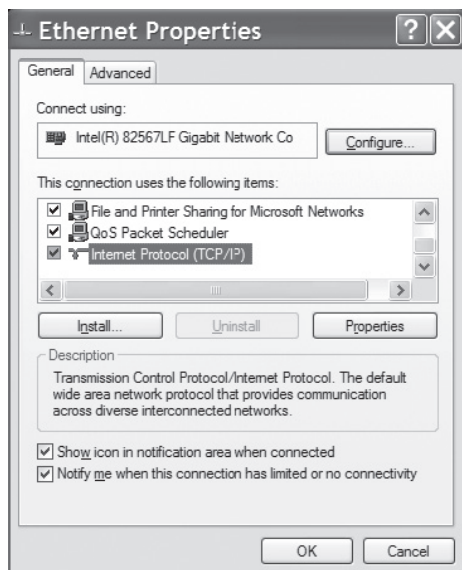 Ethernet Properties
General Advanced
Connect using:
Intel(R) 82567LF Gigabit Network Co Configure...
This connection uses the following items:
File and Printer Sharing for Microsoft Networks
QoS Packet Scheduler
Internet Protocol (TCP/IP)
Install... Uninstall Properties
Description
Transmission Control Protocol/Internet Protocol. The default
wide area network protocol that provides communication
across diverse interconnected networks.
Show icon in notification area when connected
Notify me when this connection has limited or no connectivity
OK Cancel